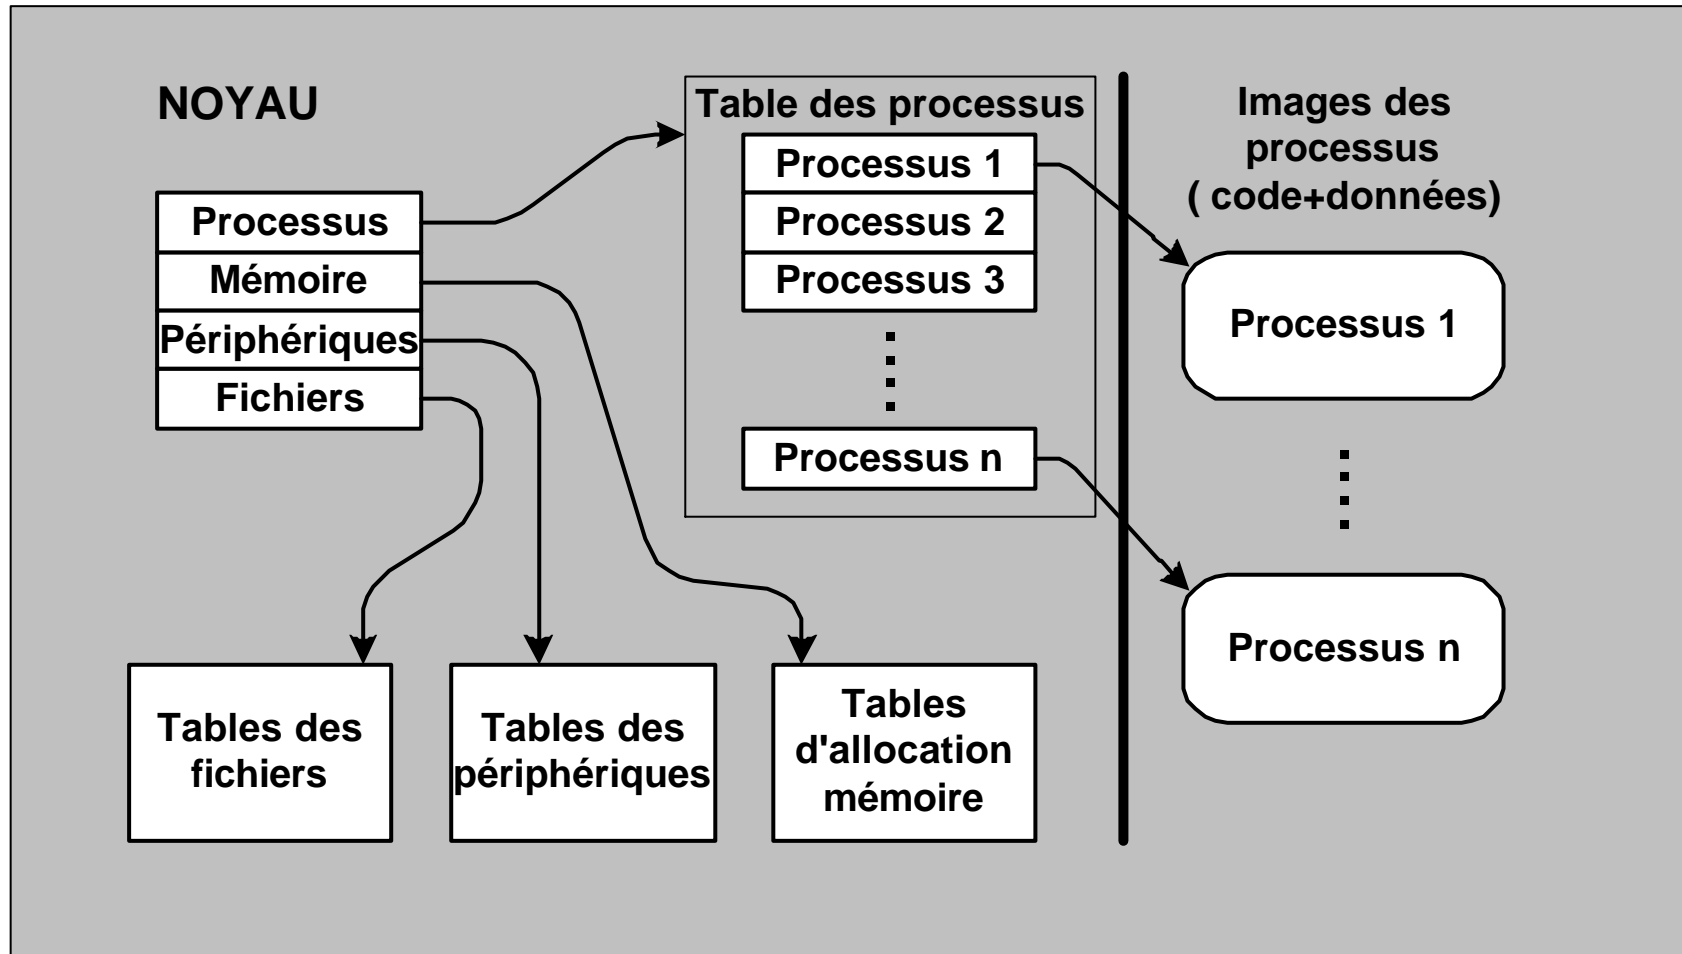 NOYAU
Processus
Mémoire
Périphériques
Fichiers
Table des processus
Processus 1
Processus 2
Processus 3
Processus n
Images des
processus
( code+données)
Processus 1
Processus n
Tables des
fichiers
Tables des
périphériques
Tables
d'allocation
mémoire